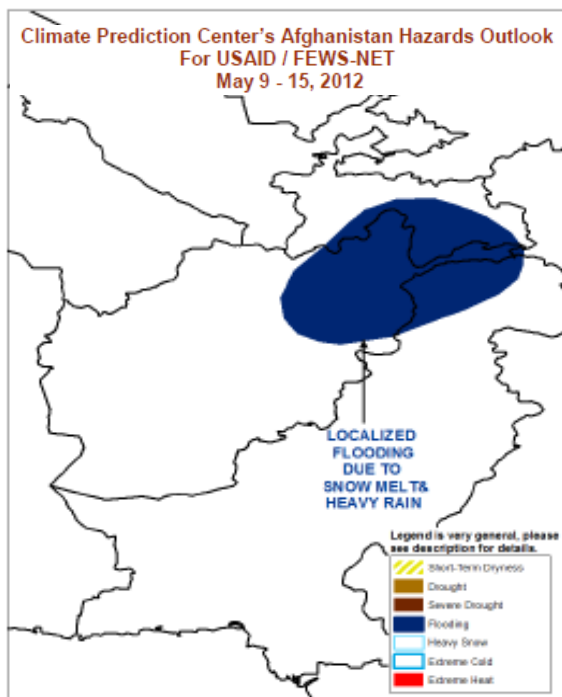 Climate Prediction Center's Afghanistan Hazards Outlook
For USAID / FEWS-NET
May 9 - 15, 2012
LOCALIZED
FLOODING
DUE TO
SNOW MELT&
HEAVY RAIN
Legend is very general, please
see description for details.
Short-Term Dryness
Drought
Severe Drought
Flooding
Heavy Snow
Extreme Cold
Extreme Heat